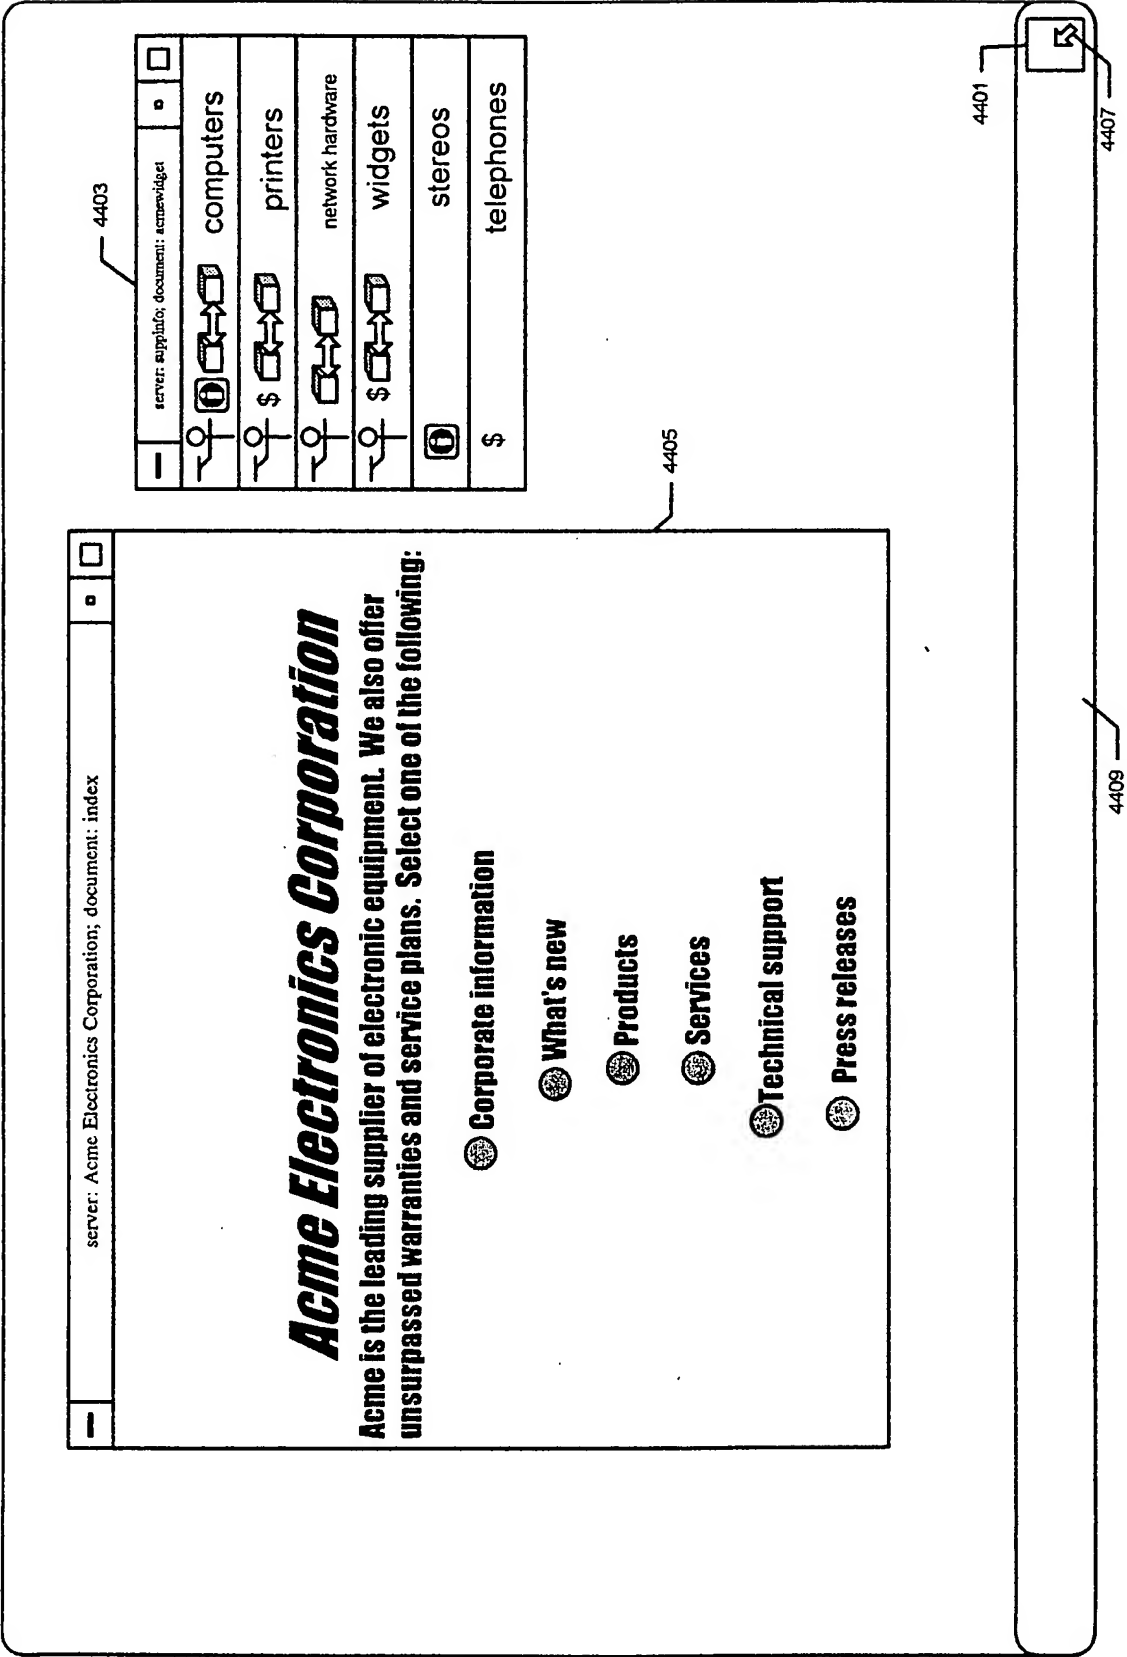 server: Acme Electronics Corporation; document: index
Acme Electronics Corporation
Acme is the leading supplier of electronic equipment. We also offer
unsurpassed warranties and service plans. Select one of the following:
Corporate information
What's new
Products
Services
Technical support
Press releases
4405
4403
server: suppinfo; document: acmewidget
computers
$ printers
network hardware
$ widgets
stereos
$ telephones
4401
4407
4409